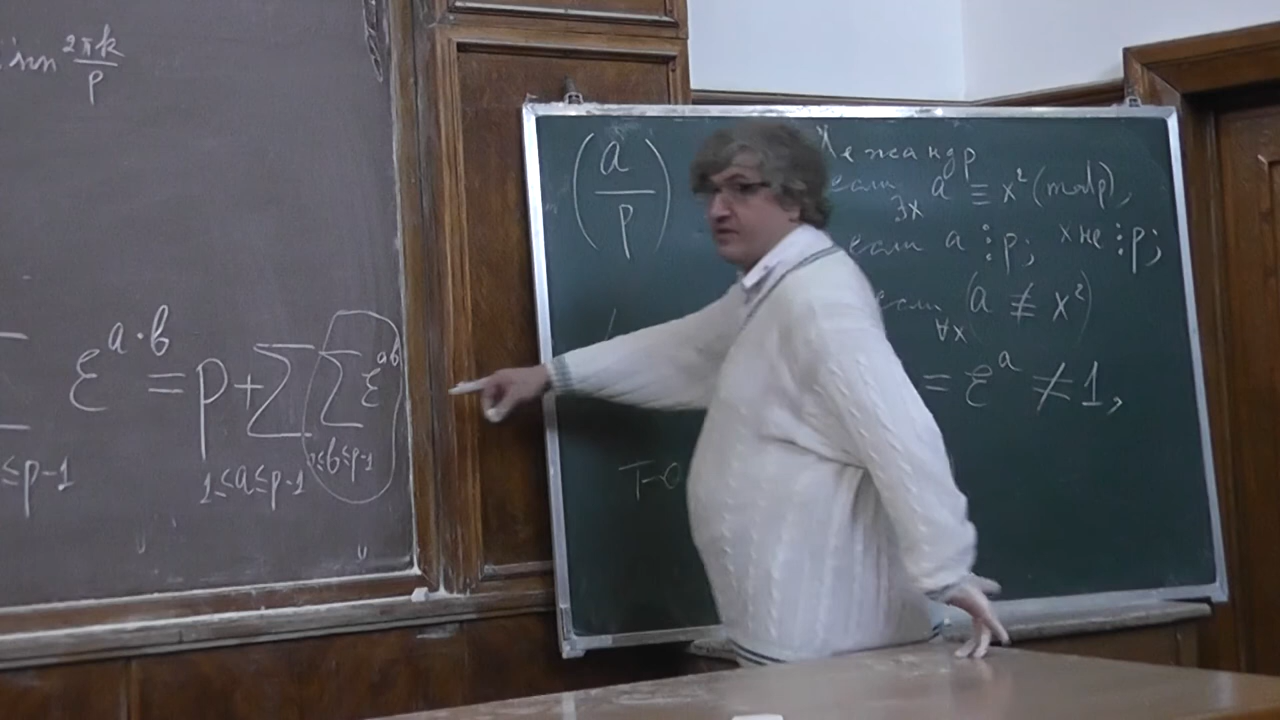 sin 2πk/p
ε^{a·b} = p + ∑ ∑ ε^{ab}
≤p-1 1≤a≤p-1 1≤b≤p-1
(a/p) Лежандр
если ∃x a ≡ x² (mod p),
если a ⋮ p; x не ⋮ p;
если ∀x (a ≢ x²)
= ε^a ≠ 1,
T-